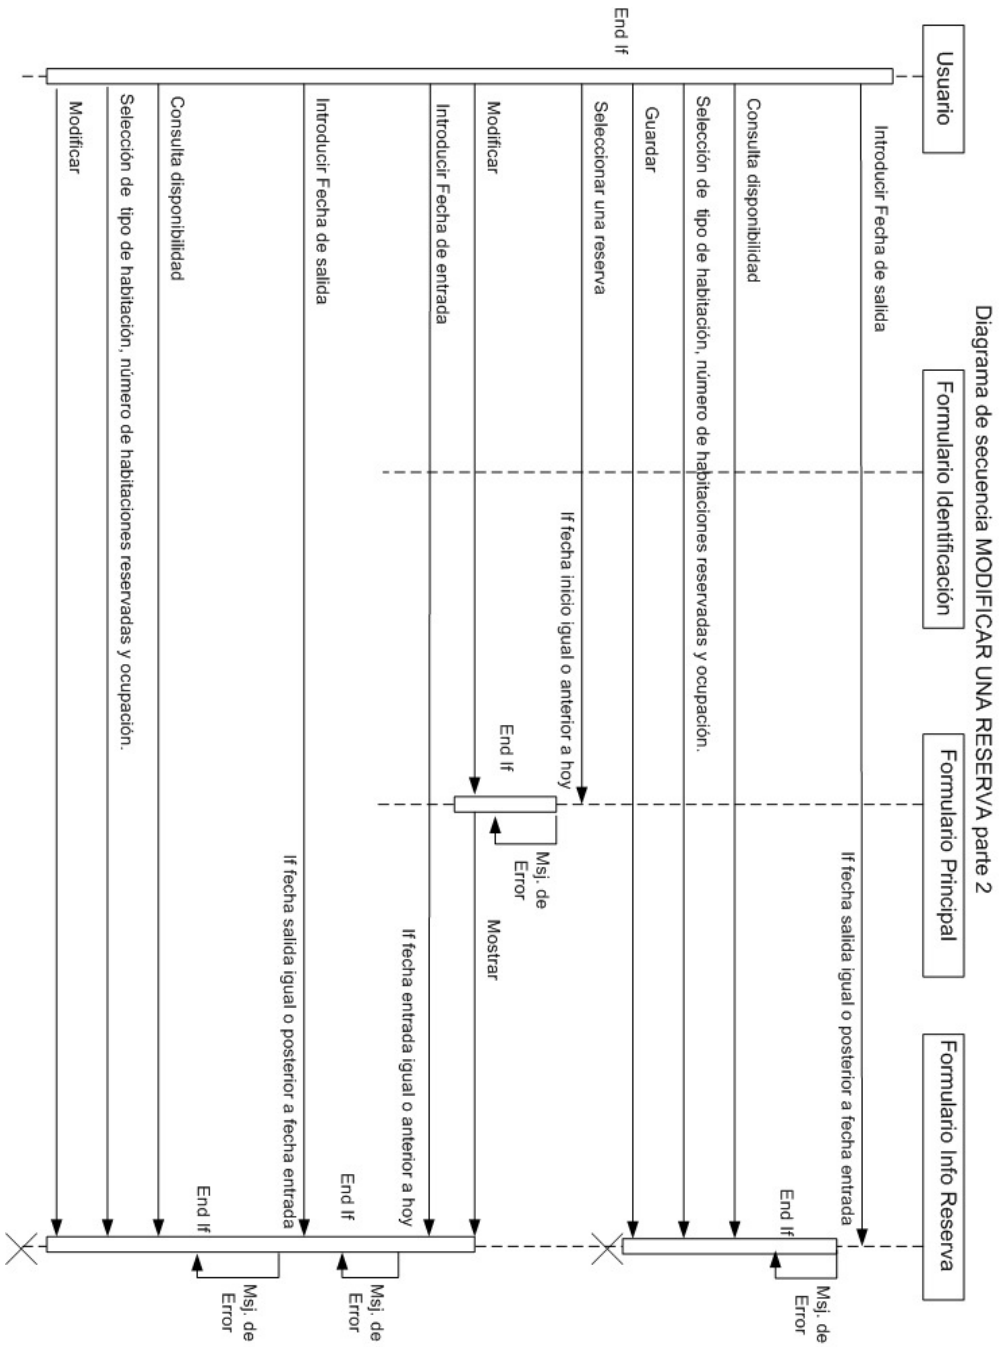 Diagrama de secuencia MODIFICAR UNA RESERVA parte 2
Usuario
Formulario Identificación
Formulario Principal
Formulario Info Reserva
Introducir Fecha de salida
If fecha salida igual o posterior a fecha entrada
Msj. de
Error
End If
Consulta disponibilidad
Selección de tipo de habitación, número de habitaciones reservadas y ocupación.
Guardar
End If
Seleccionar una reserva
If fecha inicio igual o anterior a hoy
Msj. de
Error
End If
Modificar
Mostrar
Introducir Fecha de entrada
If fecha entrada igual o anterior a hoy
Msj. de
Error
End If
Introducir Fecha de salida
If fecha salida igual o posterior a fecha entrada
Msj. de
Error
End If
Consulta disponibilidad
Selección de tipo de habitación, número de habitaciones reservadas y ocupación.
Modificar